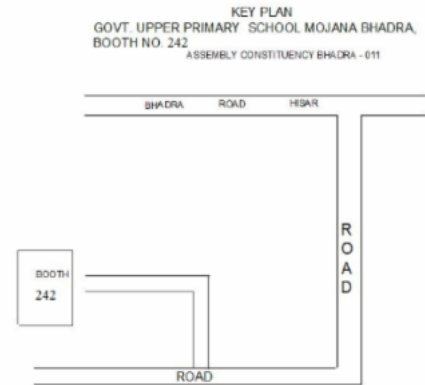 KEY PLAN
GOVT. UPPER PRIMARY SCHOOL MOJANA BHADRA,
BOOTH NO. 242
ASSEMBLY CONSTITUENCY BHADRA - 011
BHADRA ROAD HISAR
ROAD
BOOTH
242
ROAD